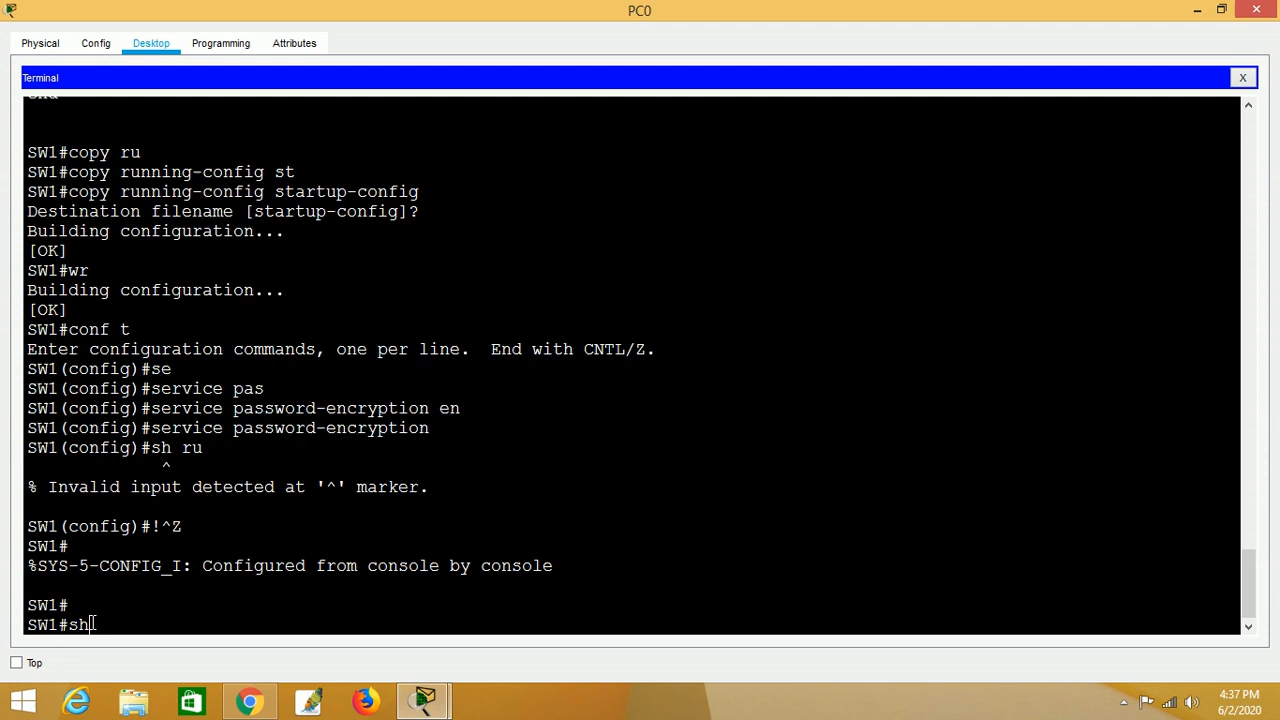 PC0
Physical Config Desktop Programming Attributes
Terminal X
SW1#copy ru
SW1#copy running-config st
SW1#copy running-config startup-config
Destination filename [startup-config]?
Building configuration...
[OK]
SW1#wr
Building configuration...
[OK]
SW1#conf t
Enter configuration commands, one per line.  End with CNTL/Z.
SW1(config)#se
SW1(config)#service pas
SW1(config)#service password-encryption en
SW1(config)#service password-encryption
SW1(config)#sh ru
^
% Invalid input detected at '^' marker.
SW1(config)#!^Z
SW1#
%SYS-5-CONFIG_I: Configured from console by console
SW1#
SW1#sh
Top
4:37 PM
6/2/2020